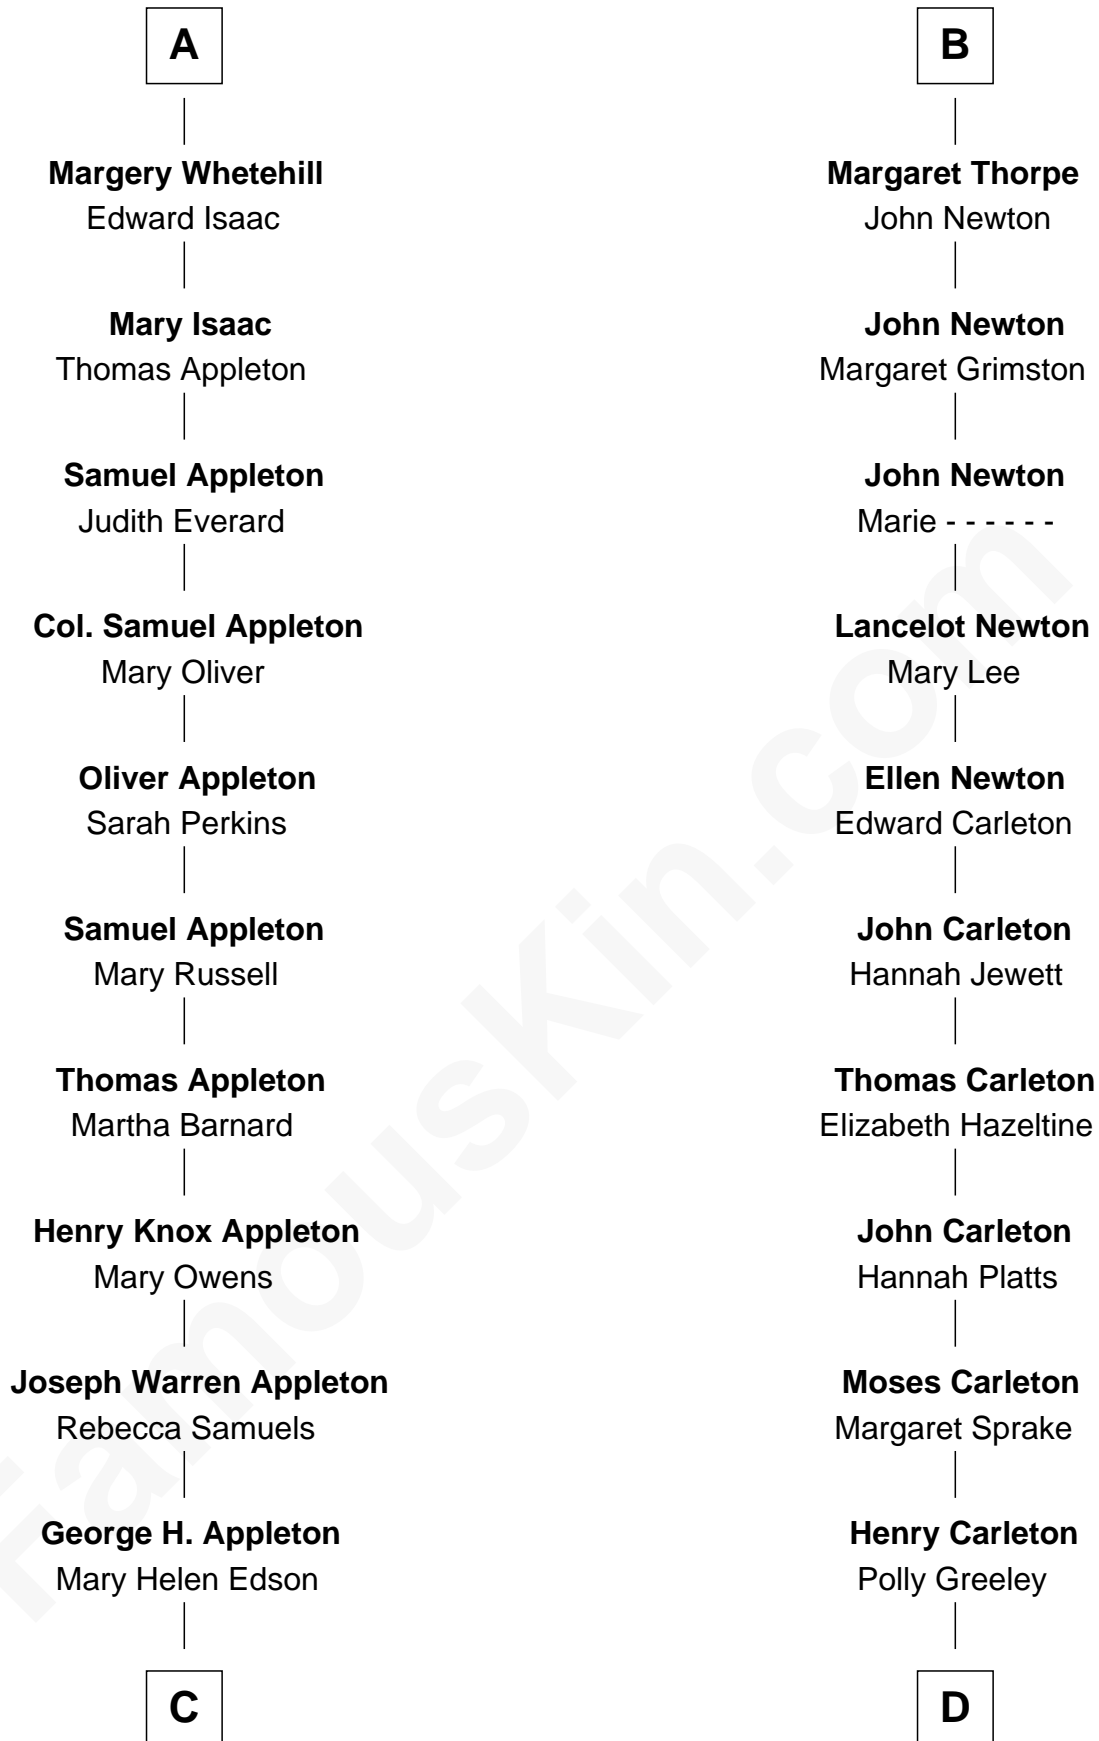 A
Margery Whetehill
Edward Isaac
Mary Isaac
Thomas Appleton
Samuel Appleton
Judith Everard
Col. Samuel Appleton
Mary Oliver
Oliver Appleton
Sarah Perkins
Samuel Appleton
Mary Russell
Thomas Appleton
Martha Barnard
Henry Knox Appleton
Mary Owens
Joseph Warren Appleton
Rebecca Samuels
George H. Appleton
Mary Helen Edson
C
B
Margaret Thorpe
John Newton
John Newton
Margaret Grimston
John Newton
Marie - - - - - -
Lancelot Newton
Mary Lee
Ellen Newton
Edward Carleton
John Carleton
Hannah Jewett
Thomas Carleton
Elizabeth Hazeltine
John Carleton
Hannah Platts
Moses Carleton
Margaret Sprake
Henry Carleton
Polly Greeley
D
FamousKin.com